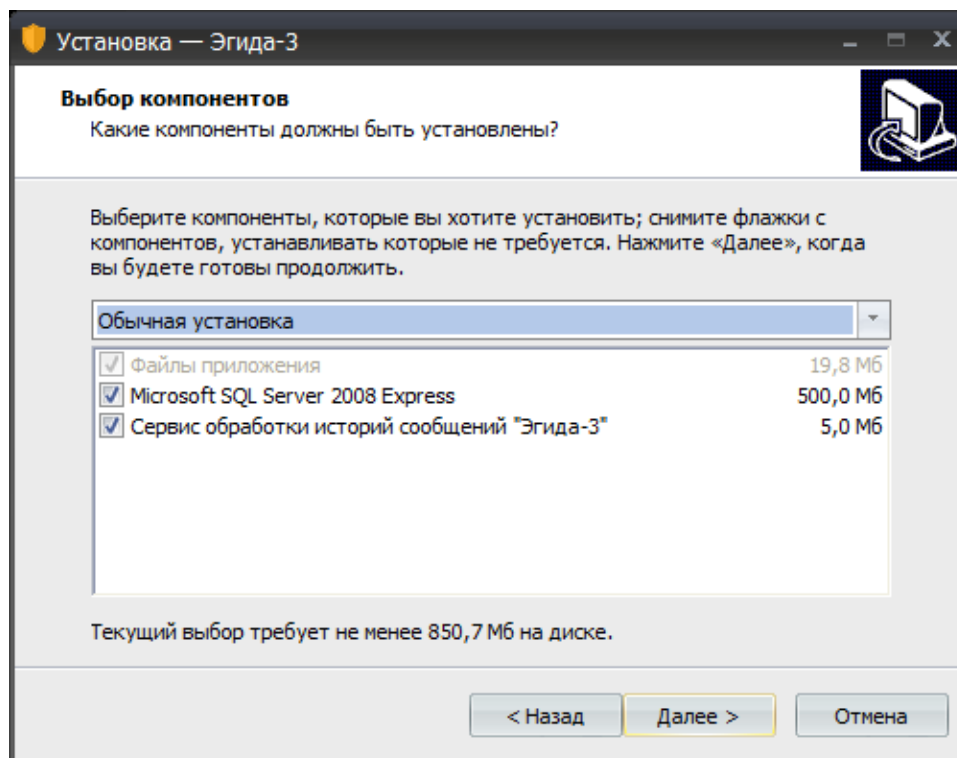 Установка — Эгида-3
Выбор компонентов
Какие компоненты должны быть установлены?
Выберите компоненты, которые вы хотите установить; снимите флажки с
компонентов, устанавливать которые не требуется. Нажмите «Далее», когда
вы будете готовы продолжить.
Обычная установка
Файлы приложения 19,8 Мб
Microsoft SQL Server 2008 Express 500,0 Мб
Сервис обработки историй сообщений "Эгида-3" 5,0 Мб
Текущий выбор требует не менее 850,7 Мб на диске.
< Назад Далее > Отмена